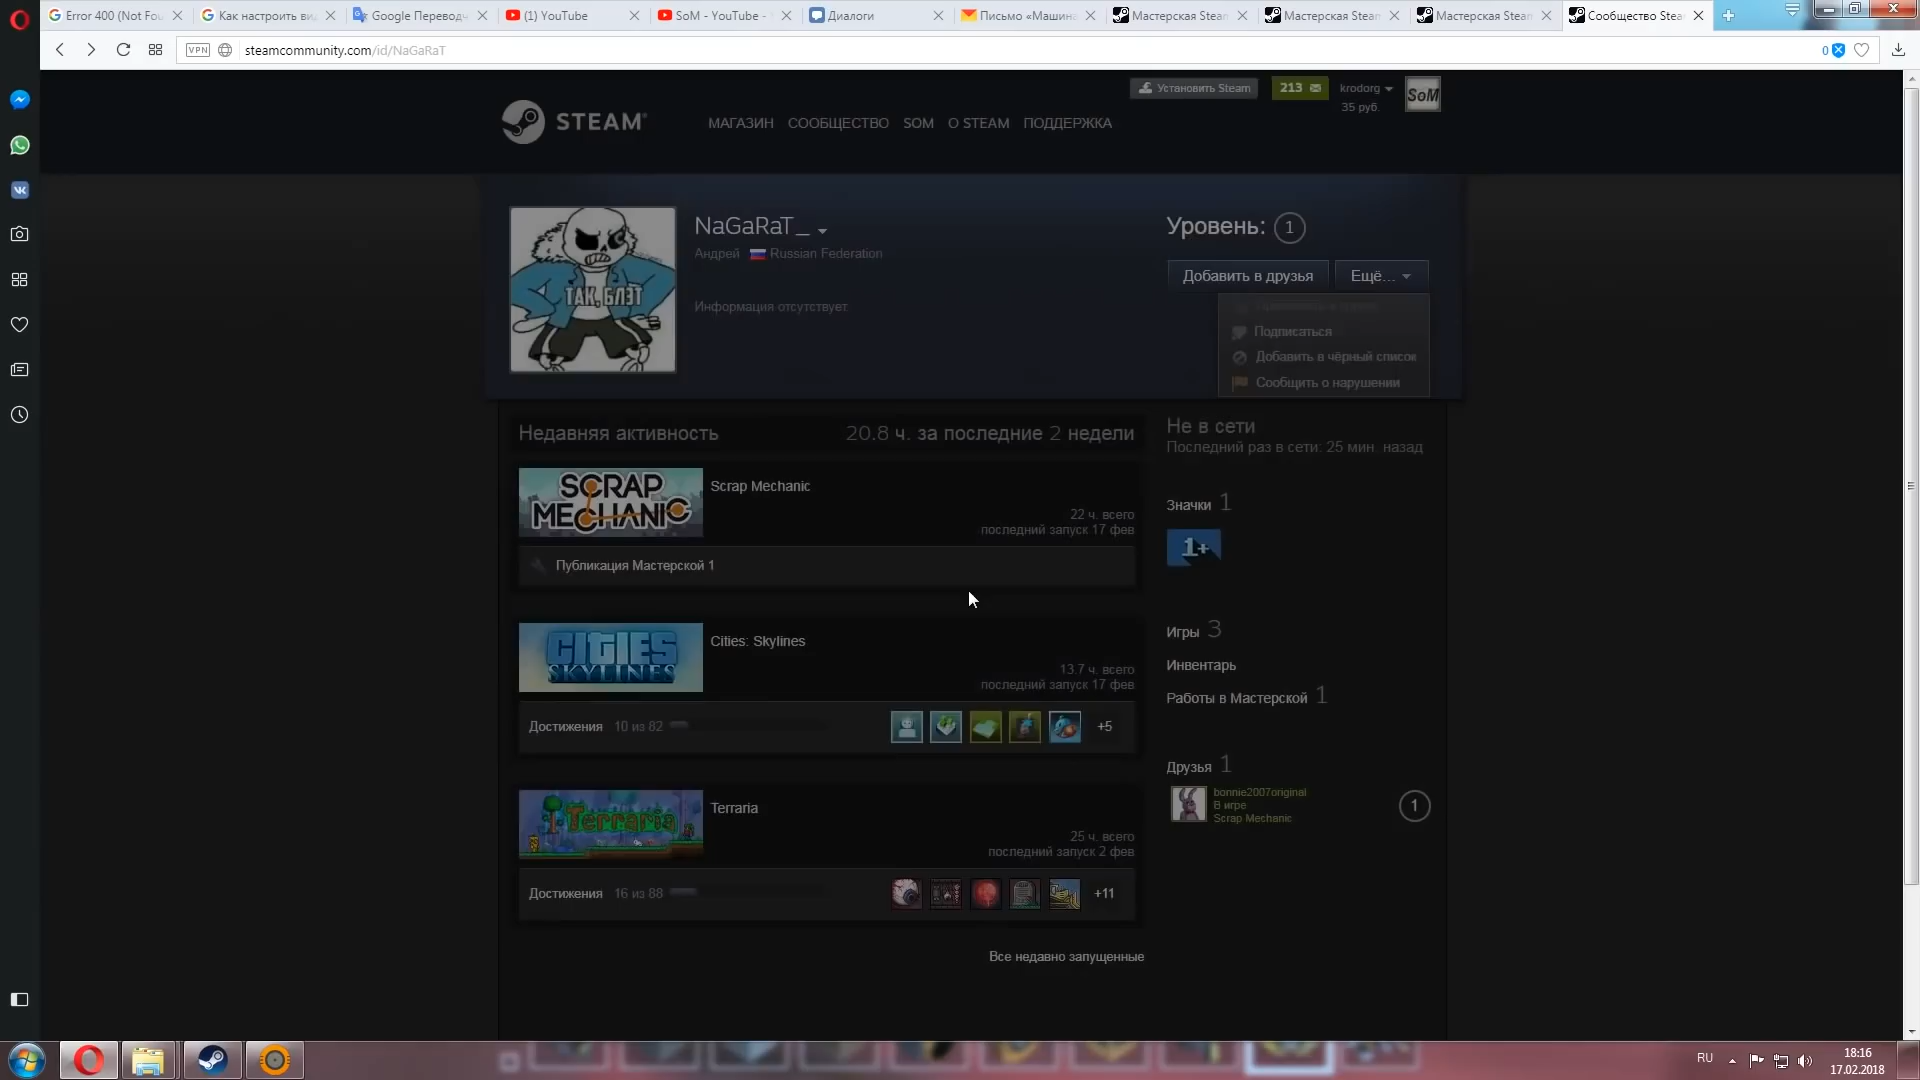 Error 400 (Not Fou
Как настроить ви
Google Переводч
(1) YouTube
SoM - YouTube -
Диалоги
Письмо «Машина
Мастерская Steam
Мастерская Steam
Мастерская Steam
Сообщество Stea
VPN
steamcommunity.com/id/NaGaRaT
0
Установить Steam
213
krodorg
35 руб.
SoM
STEAM
МАГАЗИН СООБЩЕСТВО SOM О STEAM ПОДДЕРЖКА
NaGaRaT_
Андрей Russian Federation
Информация отсутствует.
ТАК, БЛЭТ
Уровень: 1
Добавить в друзья
Ещё...
Подписаться
Добавить в чёрный список
Сообщить о нарушении
Недавняя активность
20.8 ч. за последние 2 недели
SCRAP MECHANIC
Scrap Mechanic
22 ч. всего
последний запуск 17 фев
Публикация Мастерской 1
CITIES SKYLINES
Cities: Skylines
13.7 ч. всего
последний запуск 17 фев
Достижения 10 из 82
+5
Terraria
Terraria
25 ч. всего
последний запуск 2 фев
Достижения 16 из 88
+11
Все недавно запущенные
Не в сети
Последний раз в сети: 25 мин. назад
Значки 1
1+
Игры 3
Инвентарь
Работы в Мастерской 1
Друзья 1
bonnie2007original
В игре
Scrap Mechanic
1
RU
18:16
17.02.2018